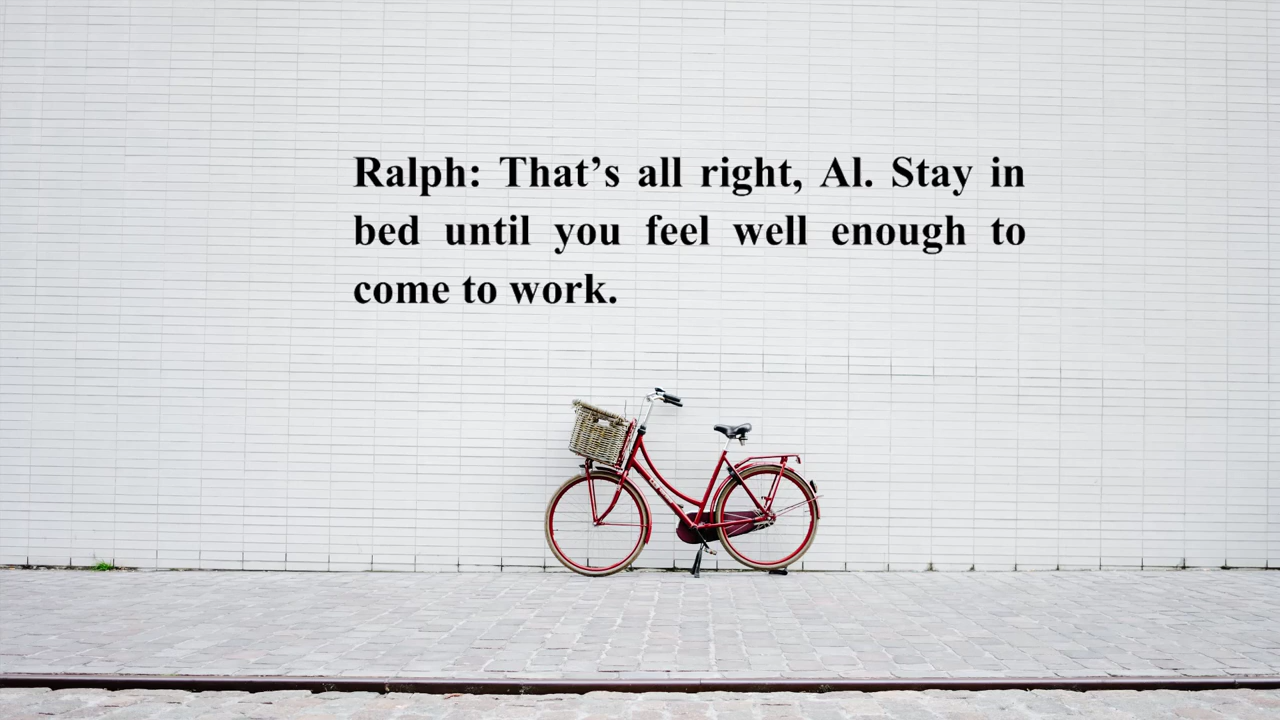 Ralph: That’s all right, Al. Stay in
bed until you feel well enough to
come to work.